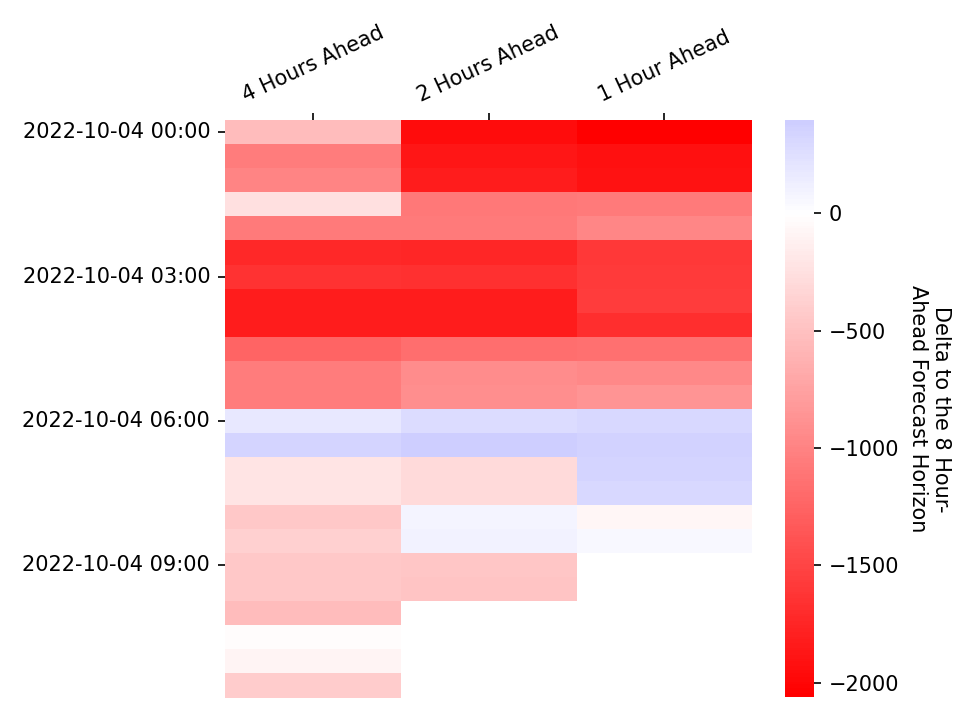 4 Hours Ahead
2 Hours Ahead
1 Hour Ahead
2022-10-04 00:00
2022-10-04 03:00
2022-10-04 06:00
2022-10-04 09:00
0
−500
−1000
−1500
−2000
Delta to the 8 Hour-
Ahead Forecast Horizon